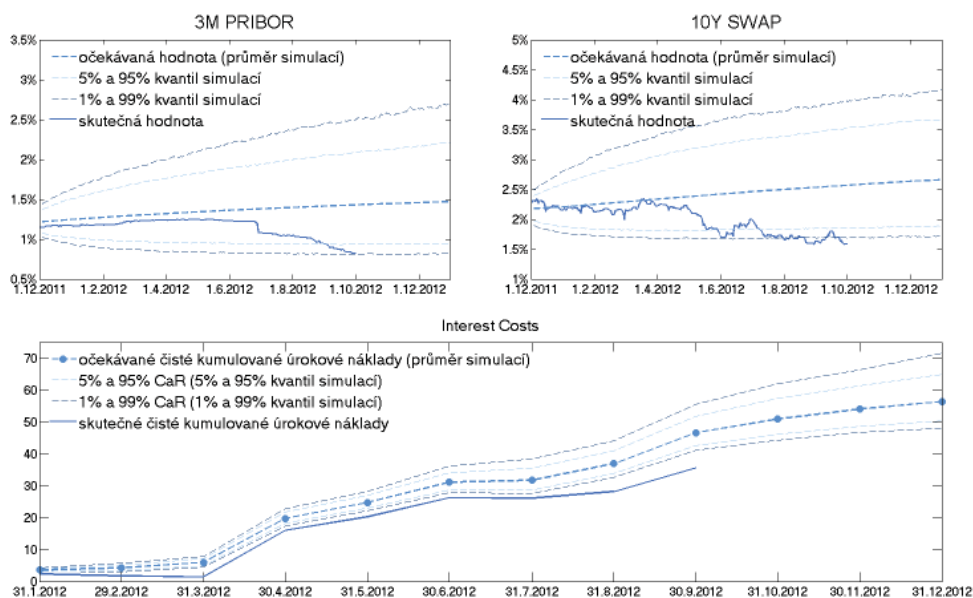 3M PRIBOR
3.5%
3%
2.5%
2%
1.5%
1%
0.5%
očekávaná hodnota (průměr simulací)
5% a 95% kvantil simulací
1% a 99% kvantil simulací
skutečná hodnota
1.12.2011 1.2.2012 1.4.2012 1.6.2012 1.8.2012 1.10.2012 1.12.2012
10Y SWAP
5%
4.5%
4%
3.5%
3%
2.5%
2%
1.5%
1%
očekávaná hodnota (průměr simulací)
5% a 95% kvantil simulací
1% a 99% kvantil simulací
skutečná hodnota
1.12.2011 1.2.2012 1.4.2012 1.6.2012 1.8.2012 1.10.2012 1.12.2012
Interest Costs
70
60
50
40
30
20
10
0
očekávané čisté kumulované úrokové náklady (průměr simulací)
5% a 95% CaR (5% a 95% kvantil simulací)
1% a 99% CaR (1% a 99% kvantil simulací)
skutečné čisté kumulované úrokové náklady
31.1.2012 29.2.2012 31.3.2012 30.4.2012 31.5.2012 30.6.2012 31.7.2012 31.8.2012 30.9.2012 31.10.2012 30.11.2012 31.12.2012